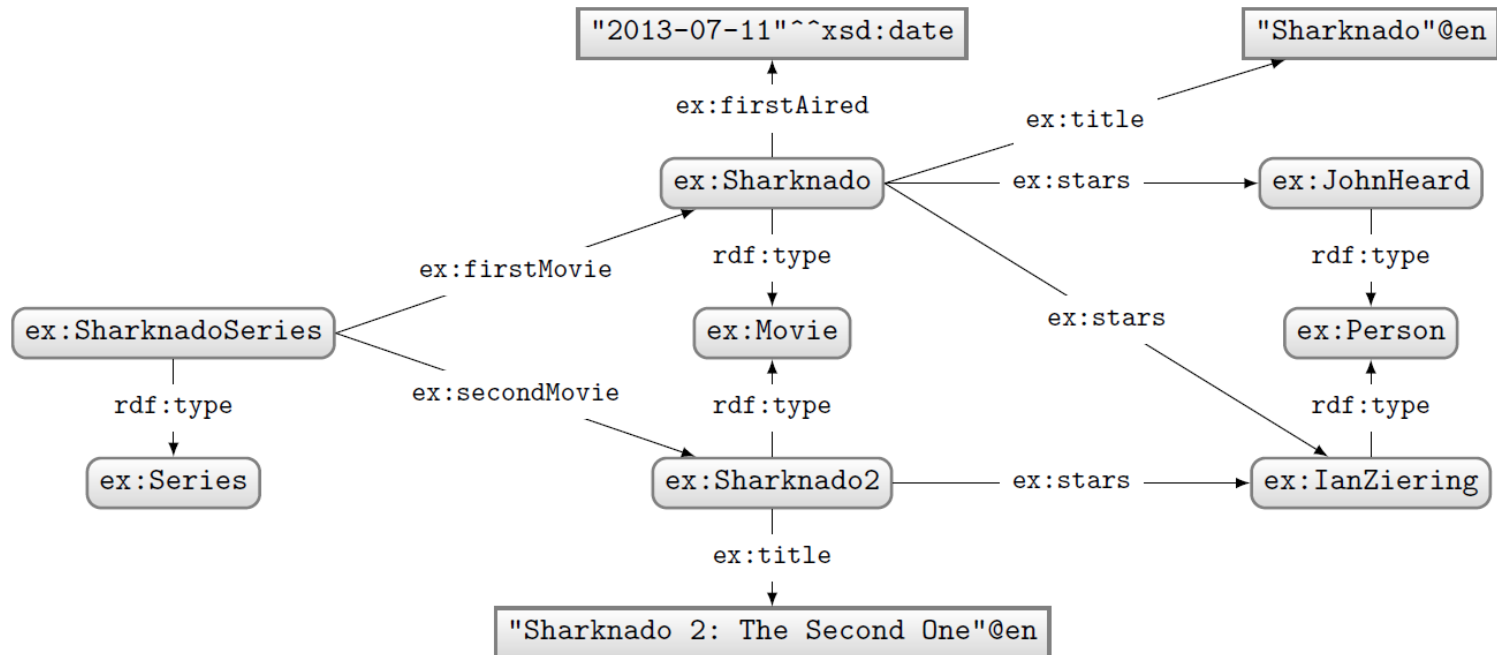 "2013-07-11"^^xsd:date
"Sharknado"@en
ex:firstAired
ex:title
ex:Sharknado
ex:stars
ex:JohnHeard
rdf:type
rdf:type
ex:firstMovie
ex:SharknadoSeries
ex:Movie
ex:stars
ex:Person
rdf:type
ex:secondMovie
rdf:type
rdf:type
ex:Series
ex:Sharknado2
ex:stars
ex:IanZiering
ex:title
"Sharknado 2: The Second One"@en